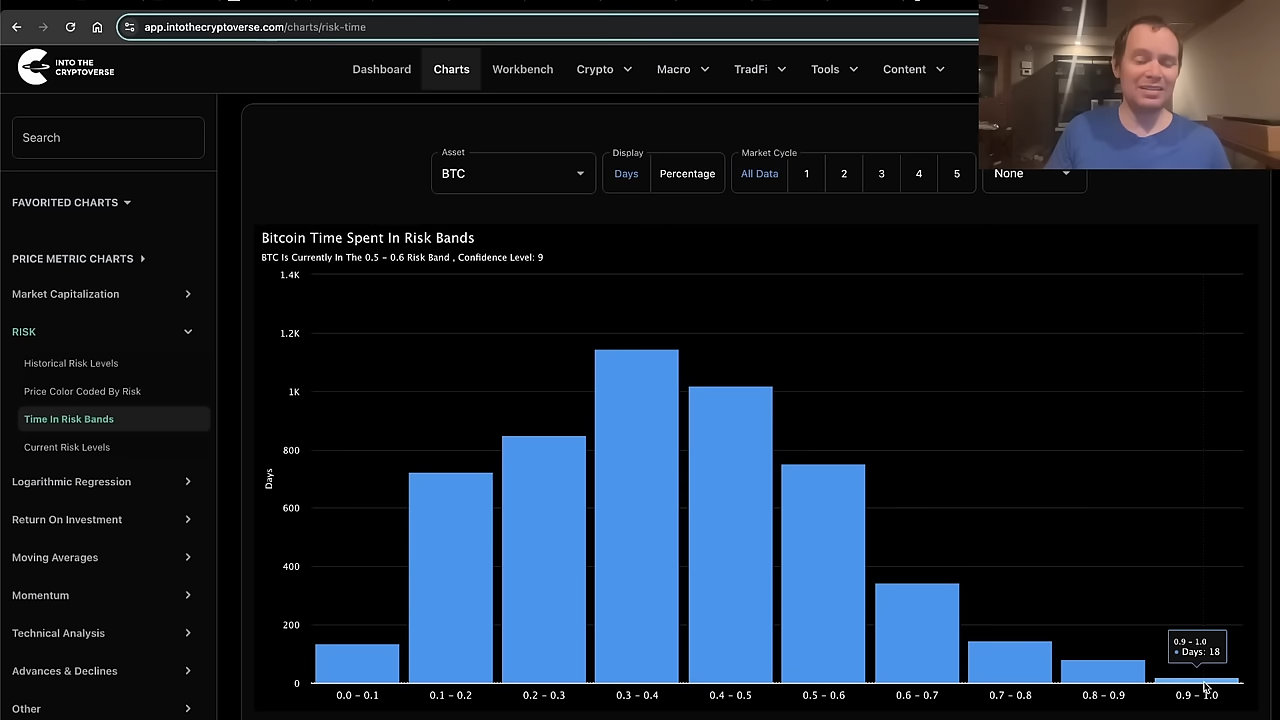 app.intothecryptoverse.com/charts/risk-time
INTO THE
CRYPTOVERSE
Dashboard Charts Workbench Crypto Macro TradFi Tools Content
Search
FAVORITED CHARTS
PRICE METRIC CHARTS
Market Capitalization
RISK
Historical Risk Levels
Price Color Coded By Risk
Time In Risk Bands
Current Risk Levels
Logarithmic Regression
Return On Investment
Moving Averages
Momentum
Technical Analysis
Advances & Declines
Other
Asset Display Market Cycle
BTC Days Percentage All Data 1 2 3 4 5 None
Bitcoin Time Spent In Risk Bands
BTC Is Currently In The 0.5 – 0.6 Risk Band , Confidence Level: 9
1.4K
1.2K
1K
800
600
400
200
0
Days
0.9 – 1.0
Days: 18
0.0 – 0.1 0.1 – 0.2 0.2 – 0.3 0.3 – 0.4 0.4 – 0.5 0.5 – 0.6 0.6 – 0.7 0.7 – 0.8 0.8 – 0.9 0.9 – 1.0